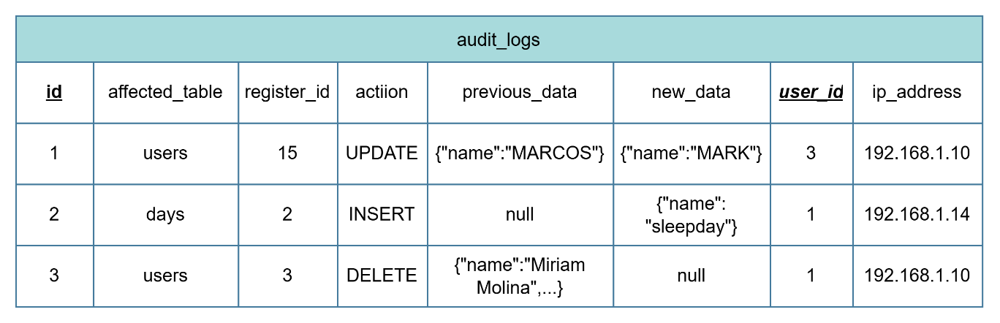 audit_logs
id affected_table register_id actiion previous_data new_data user_id ip_address
1 users 15 UPDATE {"name":"MARCOS"} {"name":"MARK"} 3 192.168.1.10
2 days 2 INSERT null {"name":
"sleepday"} 1 192.168.1.14
3 users 3 DELETE {"name":"Miriam
Molina",...} null 1 192.168.1.10